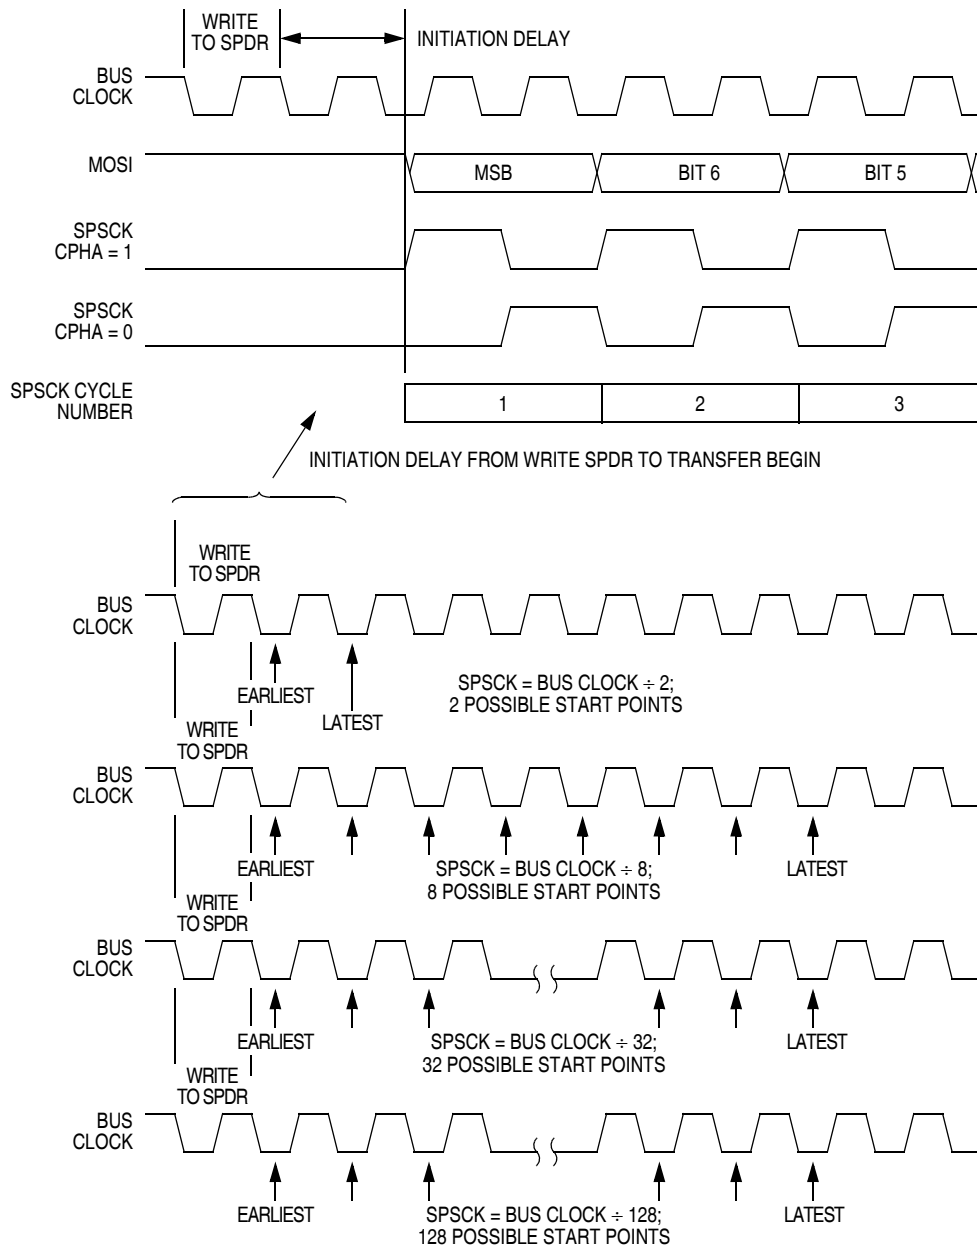 WRITE
TO SPDR
INITIATION DELAY
BUS
CLOCK
MOSI
MSB
BIT 6
BIT 5
SPSCK
CPHA = 1
SPSCK
CPHA = 0
SPSCK CYCLE
NUMBER
1
2
3
INITIATION DELAY FROM WRITE SPDR TO TRANSFER BEGIN
WRITE
TO SPDR
BUS
CLOCK
EARLIEST
LATEST
SPSCK = BUS CLOCK ÷ 2;
2 POSSIBLE START POINTS
WRITE
TO SPDR
BUS
CLOCK
EARLIEST
SPSCK = BUS CLOCK ÷ 8;
8 POSSIBLE START POINTS
LATEST
WRITE
TO SPDR
BUS
CLOCK
EARLIEST
SPSCK = BUS CLOCK ÷ 32;
32 POSSIBLE START POINTS
LATEST
WRITE
TO SPDR
BUS
CLOCK
EARLIEST
SPSCK = BUS CLOCK ÷ 128;
128 POSSIBLE START POINTS
LATEST